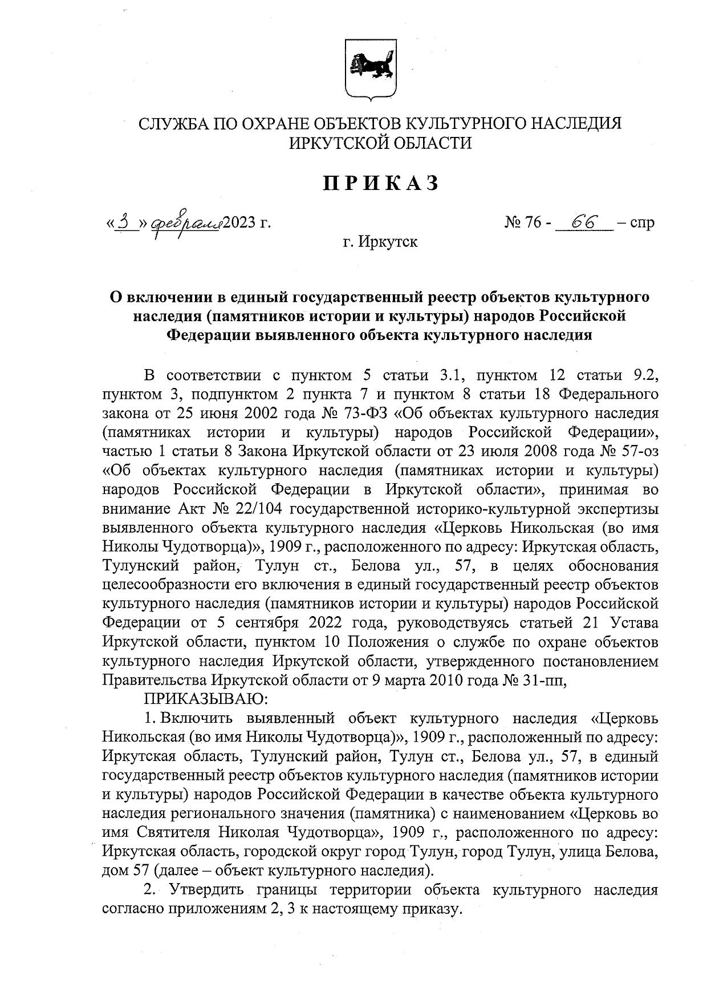 СЛУЖБА ПО ОХРАНЕ ОБЪЕКТОВ КУЛЬТУРНОГО НАСЛЕДИЯ
ИРКУТСКОЙ ОБЛАСТИ
П Р И К А З
«3» февраля 2023 г. № 76 - 66 – спр
г. Иркутск
О включении в единый государственный реестр объектов культурного
наследия (памятников истории и культуры) народов Российской
Федерации выявленного объекта культурного наследия
В соответствии с пунктом 5 статьи 3.1, пунктом 12 статьи 9.2,
пунктом 3, подпунктом 2 пункта 7 и пунктом 8 статьи 18 Федерального
закона от 25 июня 2002 года № 73-ФЗ «Об объектах культурного наследия
(памятниках истории и культуры) народов Российской Федерации»,
частью 1 статьи 8 Закона Иркутской области от 23 июля 2008 года № 57-оз
«Об объектах культурного наследия (памятниках истории и культуры)
народов Российской Федерации в Иркутской области», принимая во
внимание Акт № 22/104 государственной историко-культурной экспертизы
выявленного объекта культурного наследия «Церковь Никольская (во имя
Николы Чудотворца)», 1909 г., расположенного по адресу: Иркутская область,
Тулунский район, Тулун ст., Белова ул., 57, в целях обоснования
целесообразности его включения в единый государственный реестр объектов
культурного наследия (памятников истории и культуры) народов Российской
Федерации от 5 сентября 2022 года, руководствуясь статьей 21 Устава
Иркутской области, пунктом 10 Положения о службе по охране объектов
культурного наследия Иркутской области, утвержденного постановлением
Правительства Иркутской области от 9 марта 2010 года № 31-пп,
ПРИКАЗЫВАЮ:
1. Включить выявленный объект культурного наследия «Церковь
Никольская (во имя Николы Чудотворца)», 1909 г., расположенный по адресу:
Иркутская область, Тулунский район, Тулун ст., Белова ул., 57, в единый
государственный реестр объектов культурного наследия (памятников истории
и культуры) народов Российской Федерации в качестве объекта культурного
наследия регионального значения (памятника) с наименованием «Церковь во
имя Святителя Николая Чудотворца», 1909 г., расположенного по адресу:
Иркутская область, городской округ город Тулун, город Тулун, улица Белова,
дом 57 (далее – объект культурного наследия).
2. Утвердить границы территории объекта культурного наследия
согласно приложениям 2, 3 к настоящему приказу.